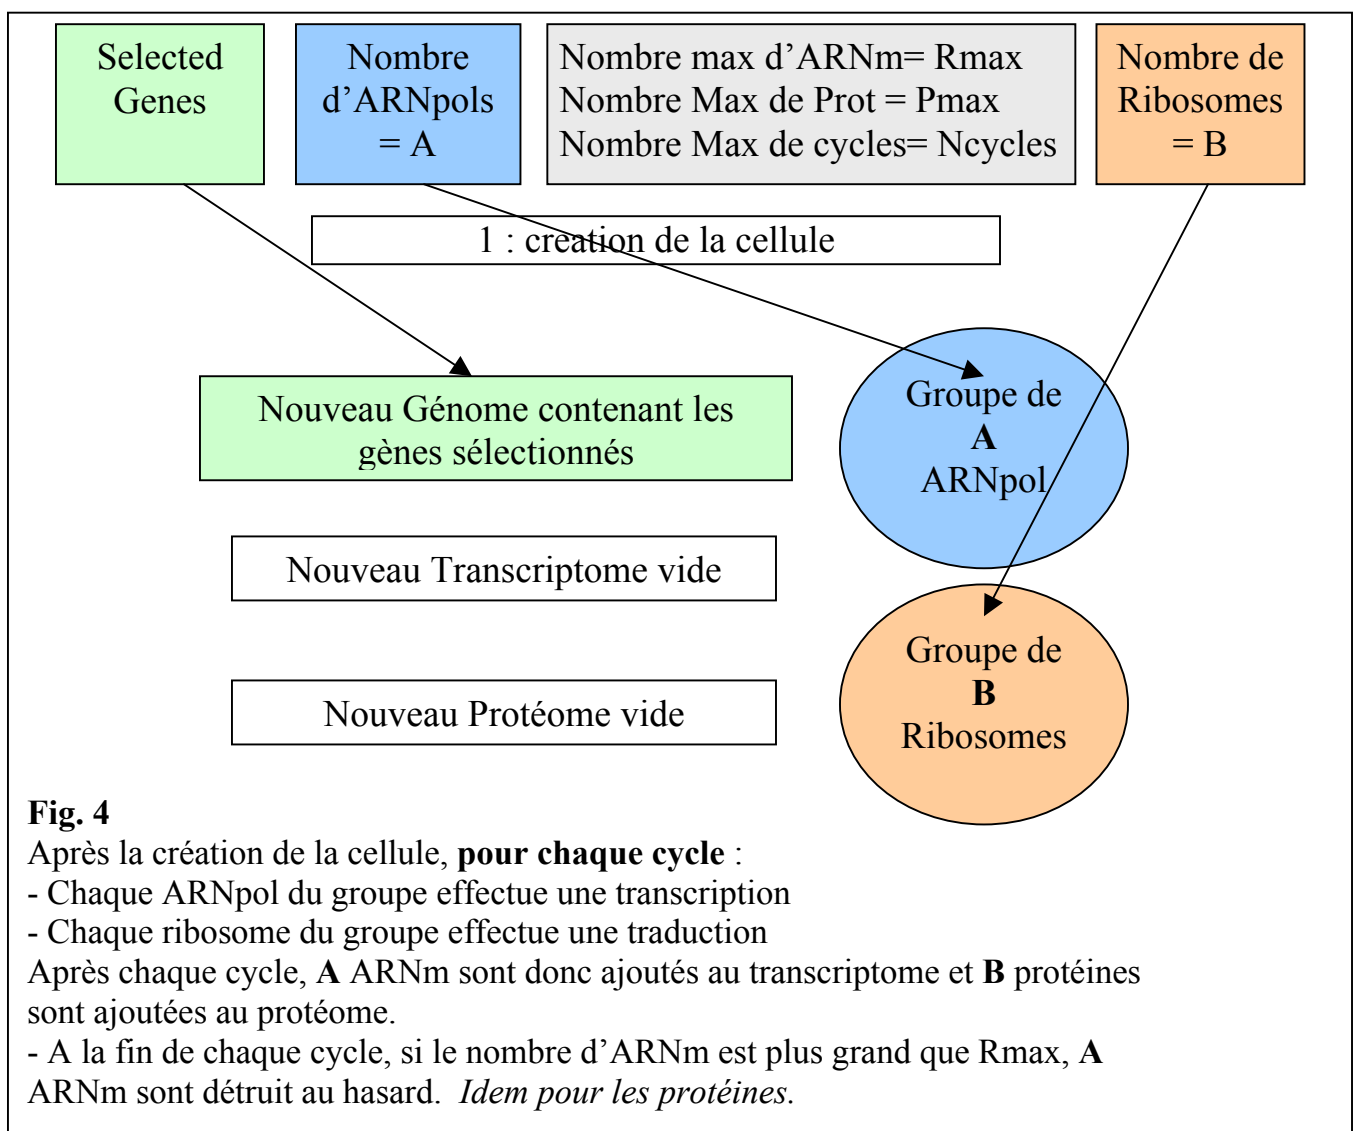 Selected
Genes
Nombre
d'ARNpols
= A
Nombre max d'ARNm= Rmax
Nombre Max de Prot = Pmax
Nombre Max de cycles= Ncycles
Nombre de
Ribosomes
= B
1 : création de la cellule
Nouveau Génome contenant les
gènes sélectionnés
Groupe de
A
ARNpol
Nouveau Transcriptome vide
Groupe de
B
Ribosomes
Nouveau Protéome vide
Fig. 4
Après la création de la cellule, pour chaque cycle :
- Chaque ARNpol du groupe effectue une transcription
- Chaque ribosome du groupe effectue une traduction
Après chaque cycle, A ARNm sont donc ajoutés au transcriptome et B protéines
sont ajoutées au protéome.
- A la fin de chaque cycle, si le nombre d'ARNm est plus grand que Rmax, A
ARNm sont détruit au hasard. Idem pour les protéines.